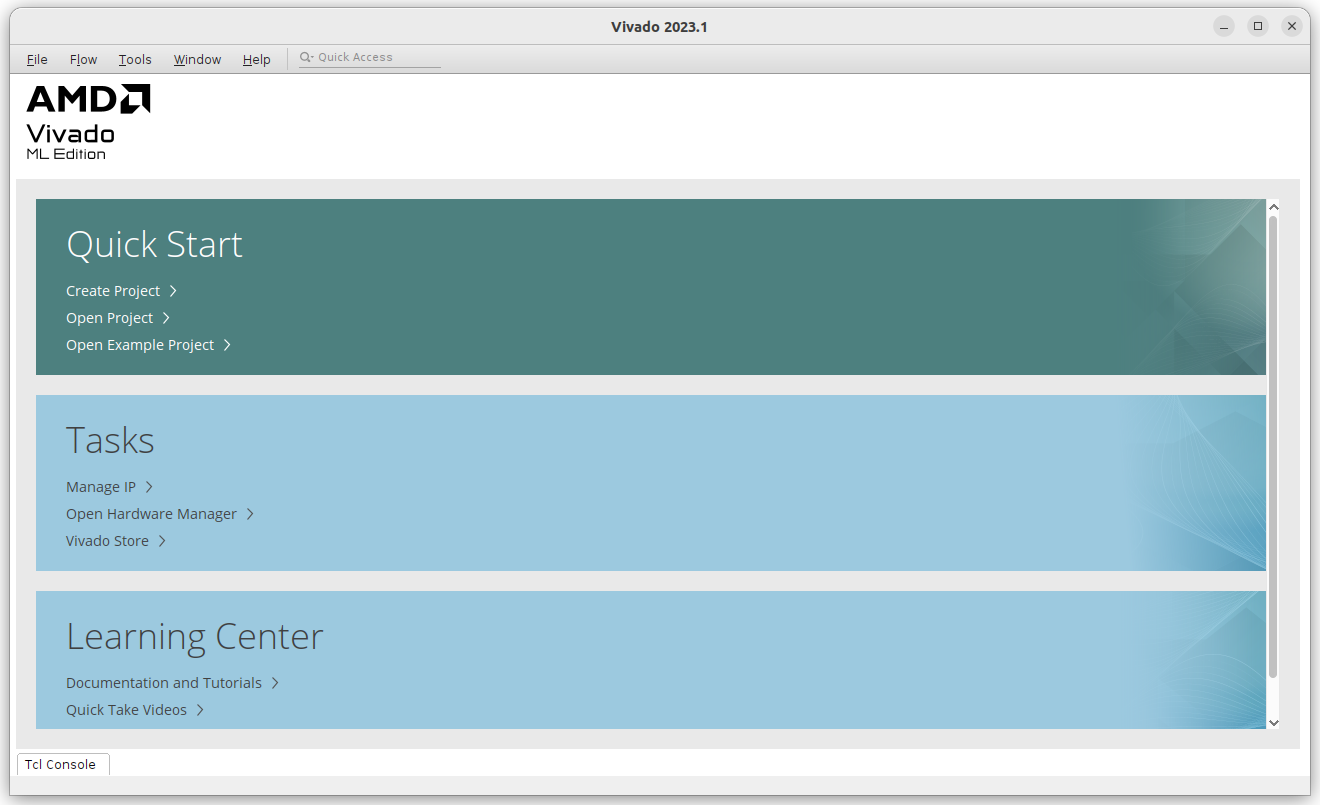 Vivado 2023.1
File Flow Tools Window Help Quick Access
AMD
Vivado
ML Edition
Quick Start
Create Project
Open Project
Open Example Project
Tasks
Manage IP
Open Hardware Manager
Vivado Store
Learning Center
Documentation and Tutorials
Quick Take Videos
Tcl Console